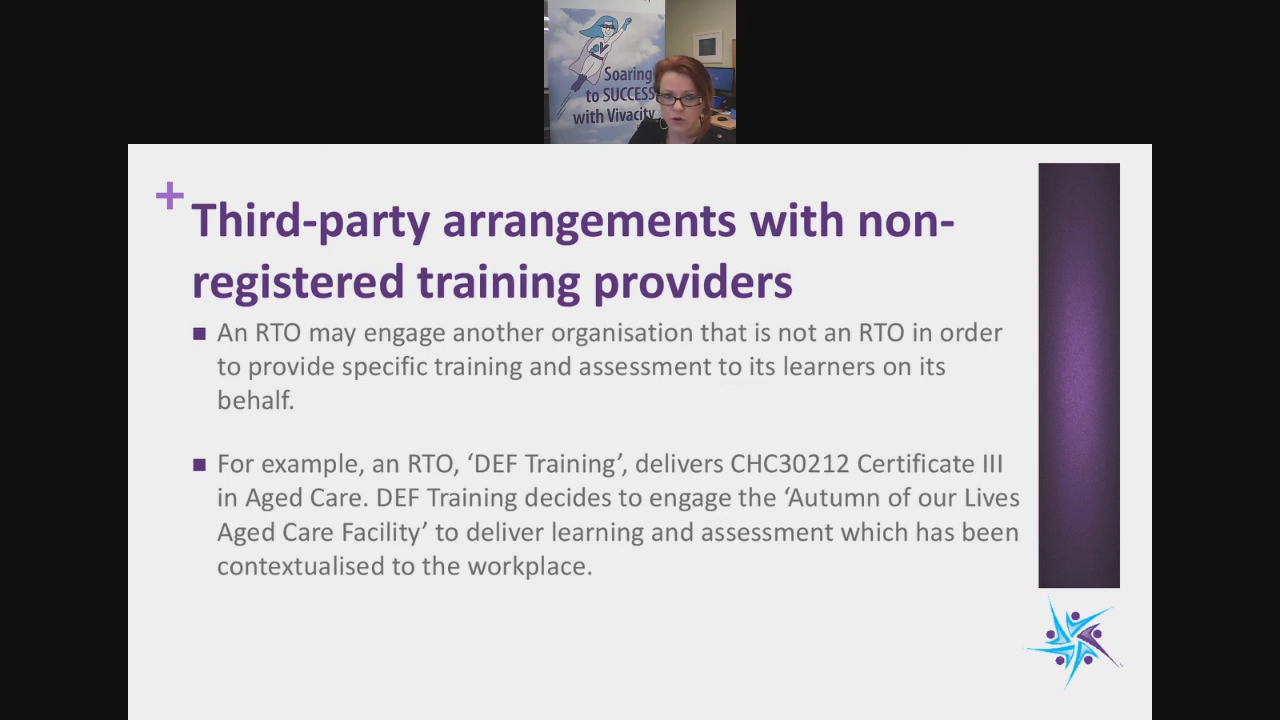 Soaring
to SUCCESS
with Vivacity
+
Third-party arrangements with non-
registered training providers
■ An RTO may engage another organisation that is not an RTO in order
to provide specific training and assessment to its learners on its
behalf.
■ For example, an RTO, ‘DEF Training’, delivers CHC30212 Certificate III
in Aged Care. DEF Training decides to engage the ‘Autumn of our Lives
Aged Care Facility’ to deliver learning and assessment which has been
contextualised to the workplace.